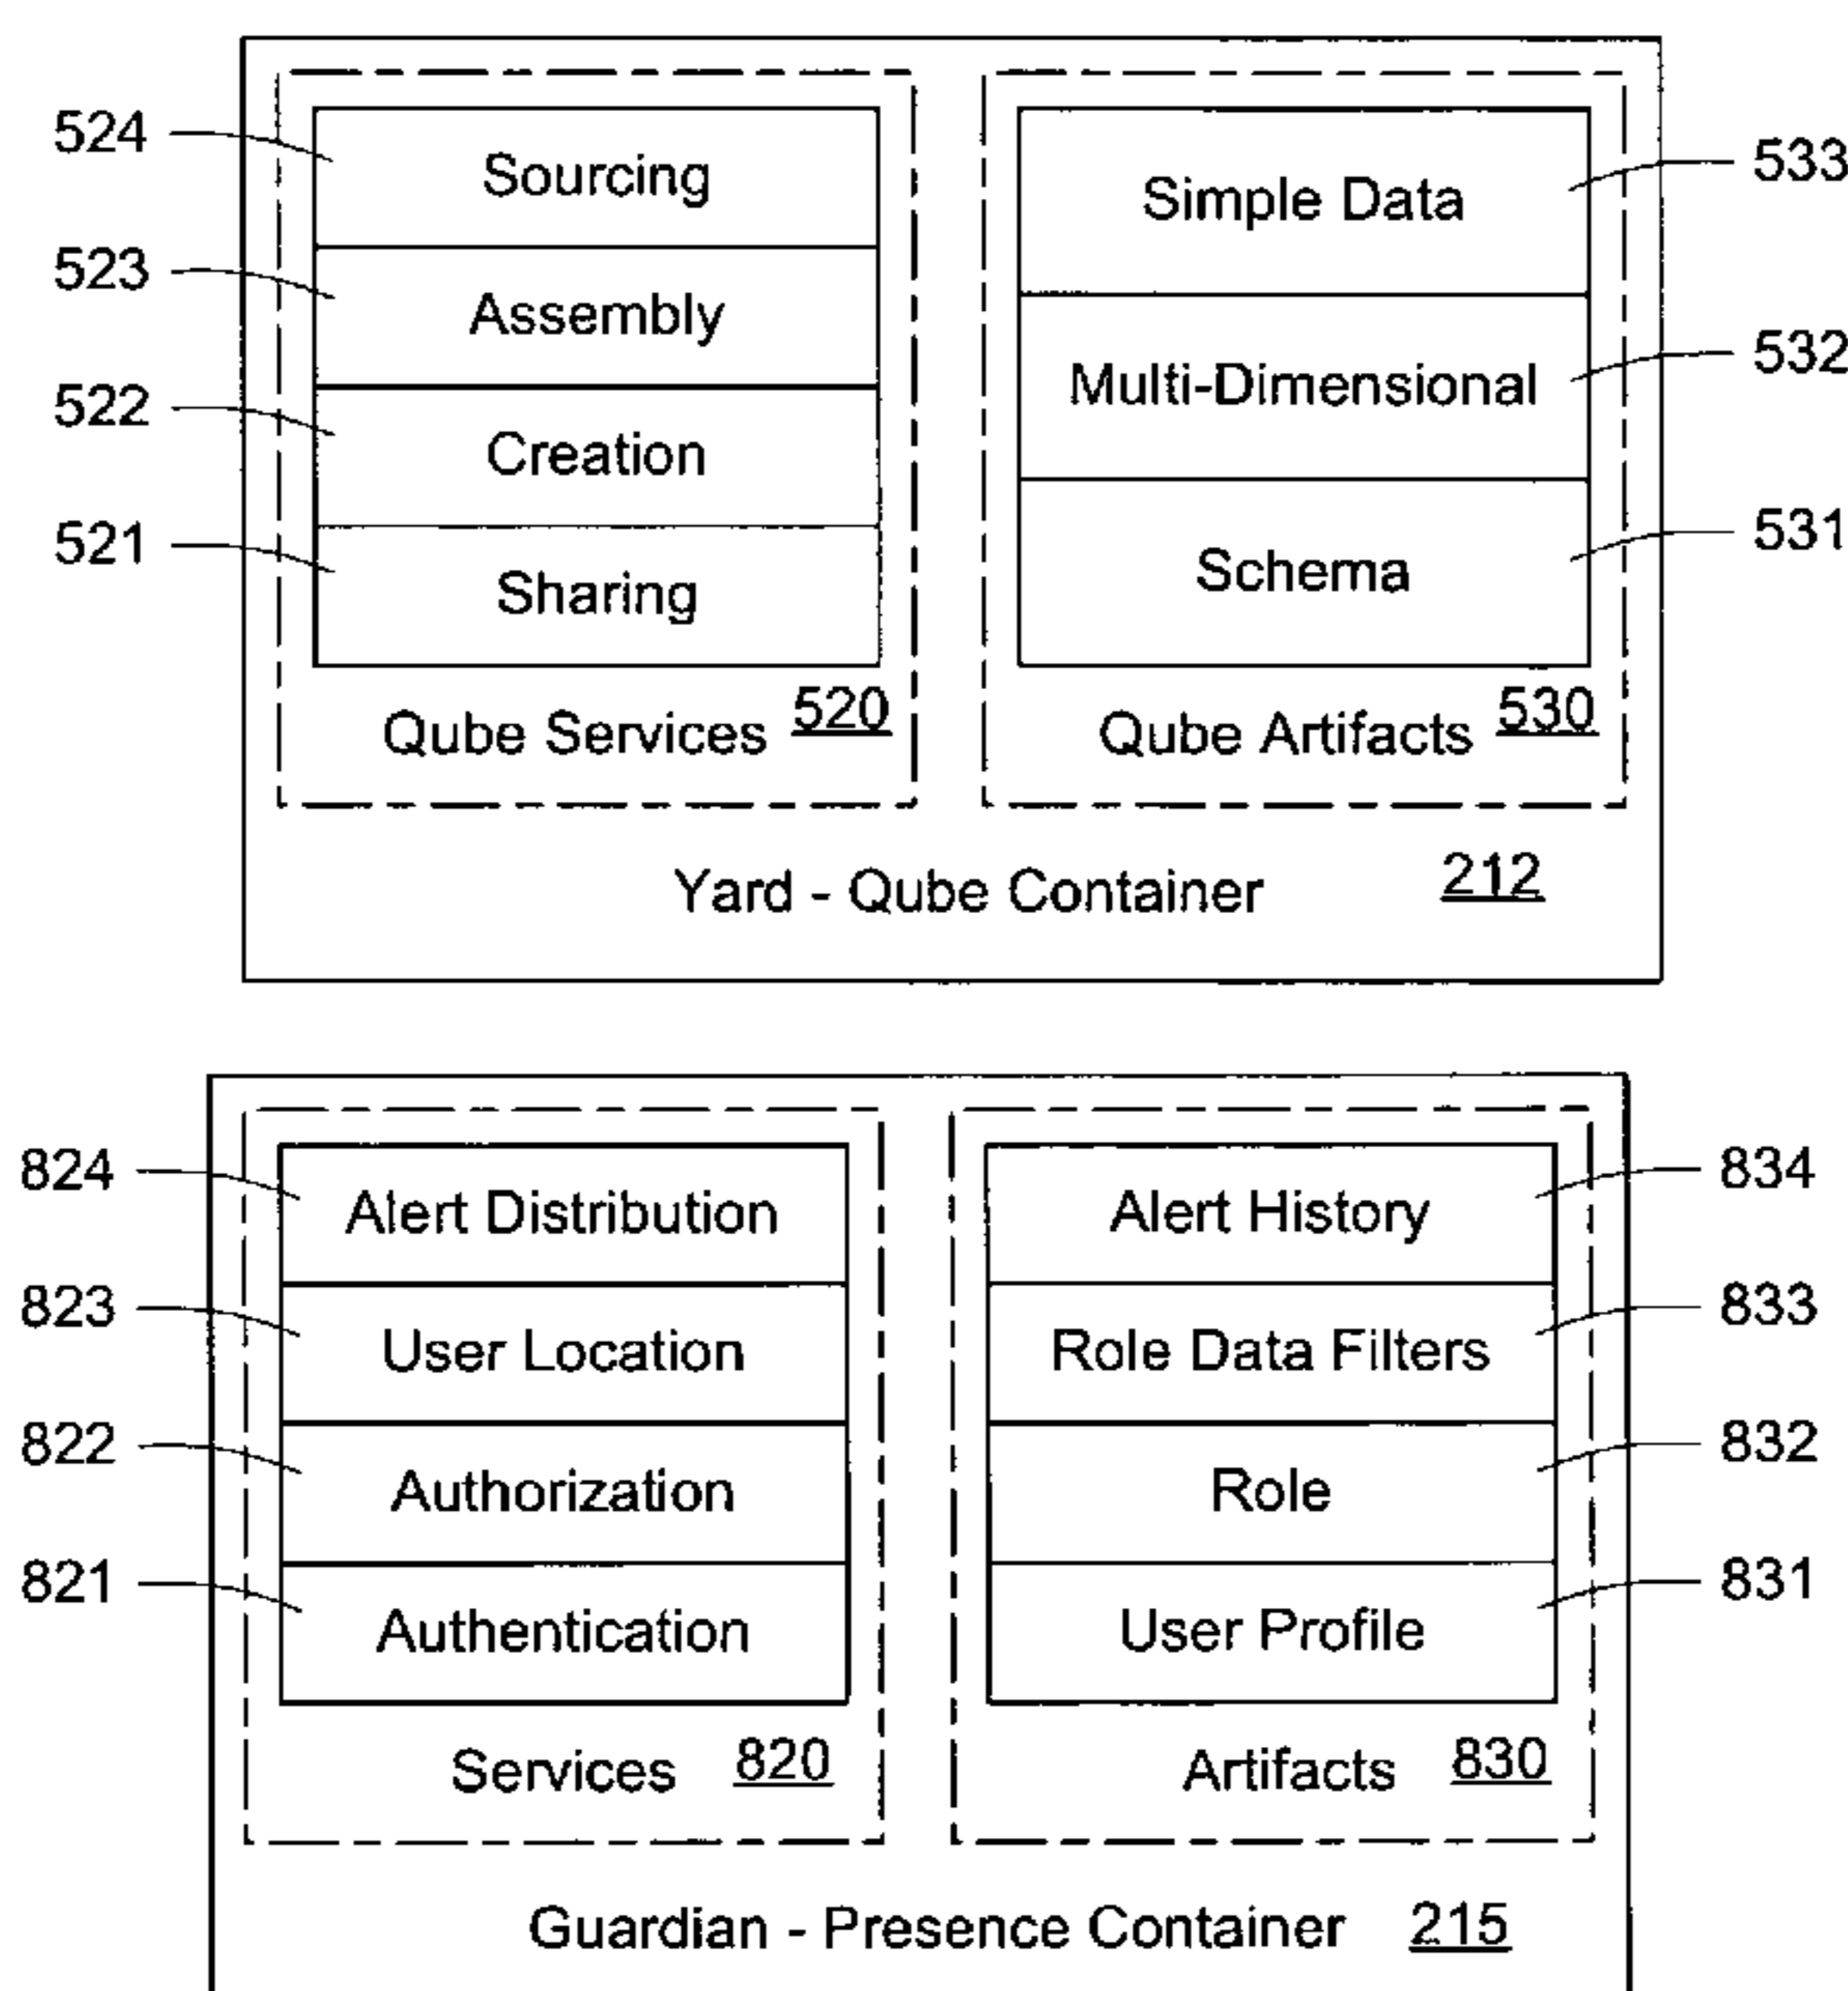 524
Sourcing
523
Assembly
522
Creation
521
Sharing
Qube Services 520
Simple Data
533
Multi-Dimensional
532
Schema
531
Qube Artifacts 530
Yard - Qube Container 212
824
Alert Distribution
823
User Location
822
Authorization
821
Authentication
Services 820
Alert History
834
Role Data Filters
833
Role
832
User Profile
831
Artifacts 830
Guardian - Presence Container 215